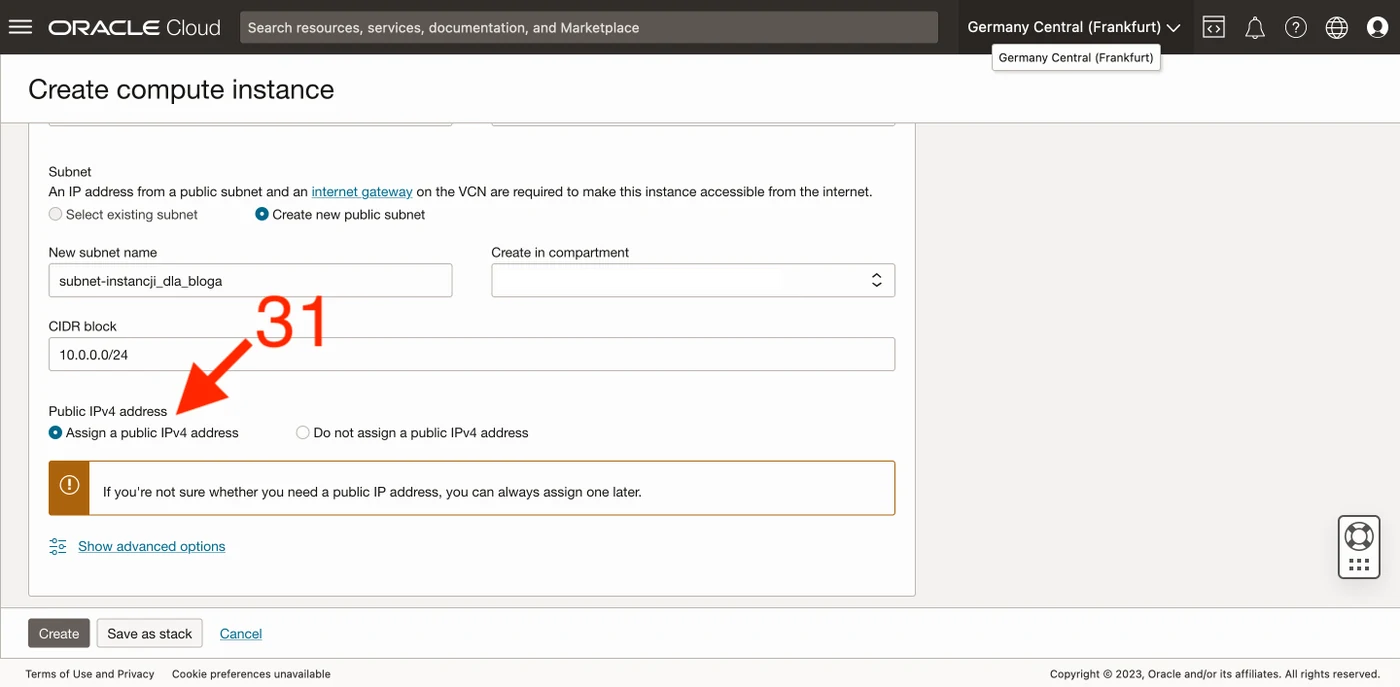 ORACLE Cloud
Search resources, services, documentation, and Marketplace
Germany Central (Frankfurt)
Germany Central (Frankfurt)
Create compute instance
Subnet
An IP address from a public subnet and an internet gateway on the VCN are required to make this instance accessible from the internet.
Select existing subnet
Create new public subnet
New subnet name
Create in compartment
subnet-instancji_dla_bloga
31
CIDR block
10.0.0.0/24
Public IPv4 address
Assign a public IPv4 address
Do not assign a public IPv4 address
If you're not sure whether you need a public IP address, you can always assign one later.
Show advanced options
Create
Save as stack
Cancel
Terms of Use and Privacy
Cookie preferences unavailable
Copyright © 2023, Oracle and/or its affiliates. All rights reserved.